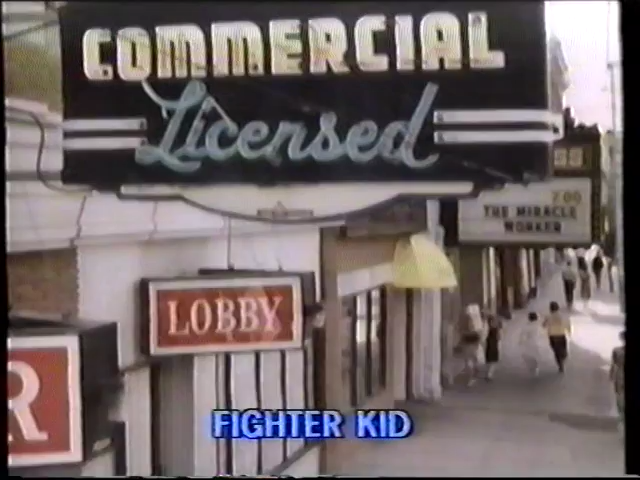 COMMERCIAL
Licensed
7:00
THE MIRACLE
WORKER
LOBBY
R
FIGHTER KID